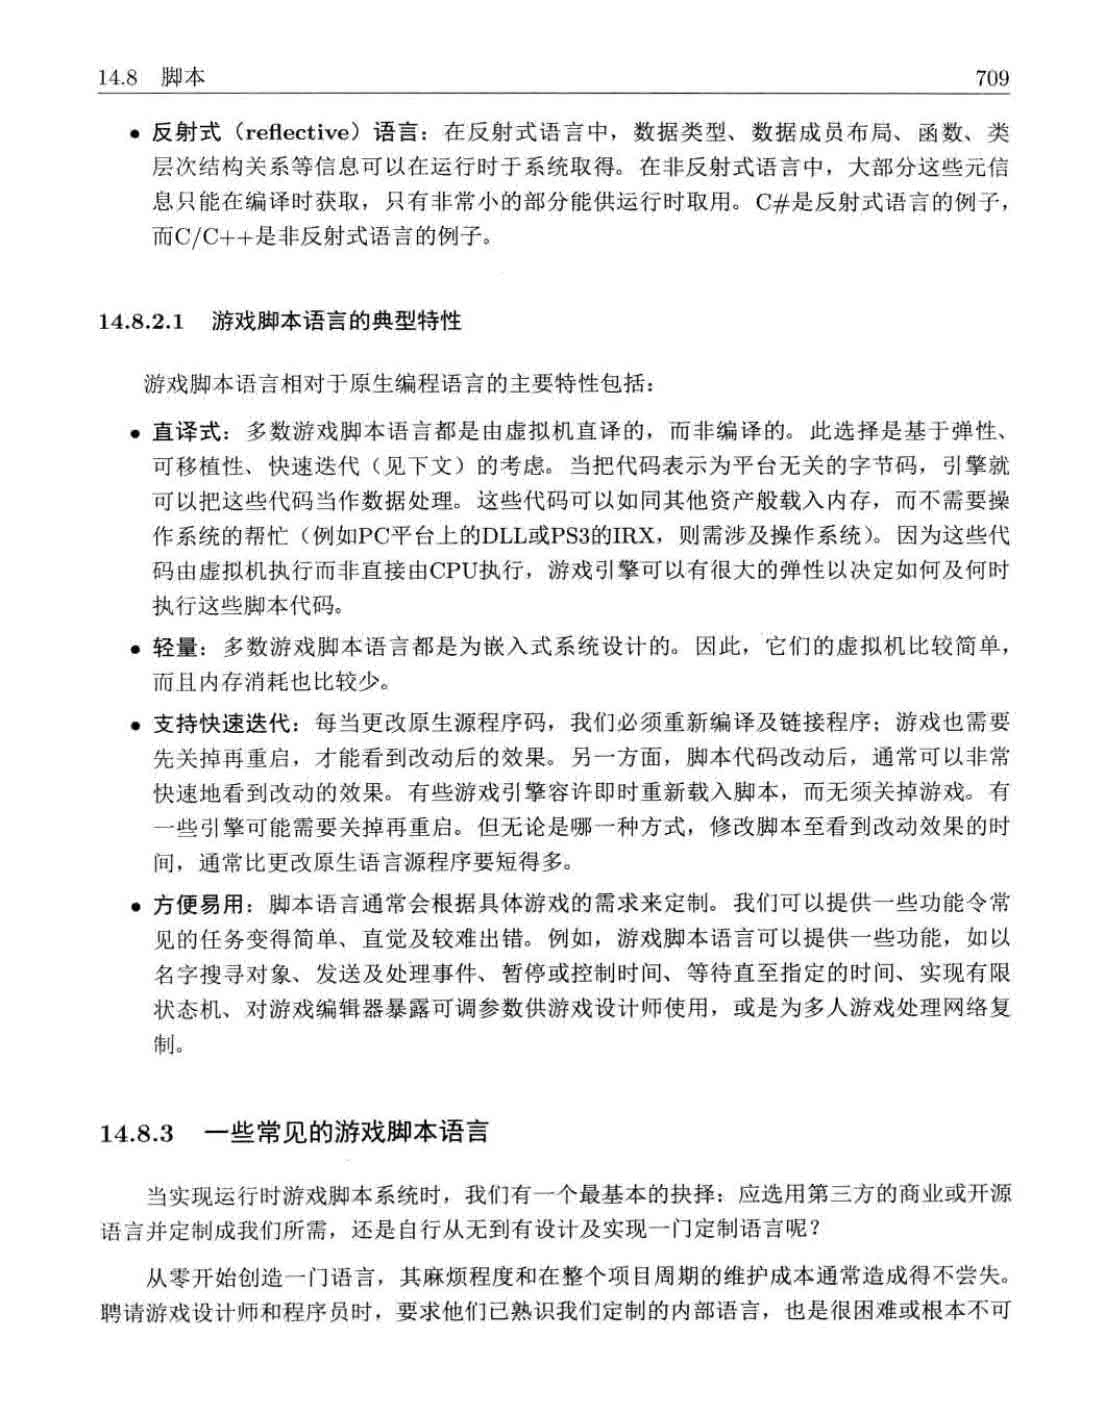 14.8 脚本 709
• 反射式（reflective）语言：在反射式语言中，数据类型、数据成员布局、函数、类
层次结构关系等信息可以在运行时于系统取得。在非反射式语言中，大部分这些元信
息只能在编译时获取，只有非常小的部分能供运行时取用。C#是反射式语言的例子，
而C/C++是非反射式语言的例子。
14.8.2.1 游戏脚本语言的典型特性
游戏脚本语言相对于原生编程语言的主要特性包括：
• 直译式：多数游戏脚本语言都是由虚拟机直译的，而非编译的。此选择是基于弹性、
可移植性、快速迭代（见下文）的考虑。当把代码表示为平台无关的字节码，引擎就
可以把这些代码当作数据处理。这些代码可以如同其他资产般载入内存，而不需要操
作系统的帮忙（例如PC平台上的DLL或PS3的IRX，则需涉及操作系统）。因为这些代
码由虚拟机执行而非直接由CPU执行，游戏引擎可以有很大的弹性以决定如何及何时
执行这些脚本代码。
• 轻量：多数游戏脚本语言都是为嵌入式系统设计的。因此，它们的虚拟机比较简单，
而且内存消耗也比较少。
• 支持快速迭代：每当更改原生源程序码，我们必须重新编译及链接程序；游戏也需要
先关掉再重启，才能看到改动后的效果。另一方面，脚本代码改动后，通常可以非常
快速地看到改动的效果。有些游戏引擎容许即时重新载入脚本，而无须关掉游戏。有
一些引擎可能需要关掉再重启。但无论是哪一种方式，修改脚本至看到改动效果的时
间，通常比更改原生语言源程序要短得多。
• 方便易用：脚本语言通常会根据具体游戏的需求来定制。我们可以提供一些功能令常
见的任务变得简单、直觉及较难出错。例如，游戏脚本语言可以提供一些功能，如以
名字搜寻对象、发送及处理事件、暂停或控制时间、等待直至指定的时间、实现有限
状态机、对游戏编辑器暴露可调参数供游戏设计师使用，或是为多人游戏处理网络复
制。
14.8.3 一些常见的游戏脚本语言
当实现运行时游戏脚本系统时，我们有一个最基本的抉择：应选用第三方的商业或开源
语言并定制成我们所需，还是自行从无到有设计及实现一门定制语言呢？
从零开始创造一门语言，其麻烦程度和在整个项目周期的维护成本通常造成得不尝失。
聘请游戏设计师和程序员时，要求他们已熟识我们定制的内部语言，也是很困难或根本不可